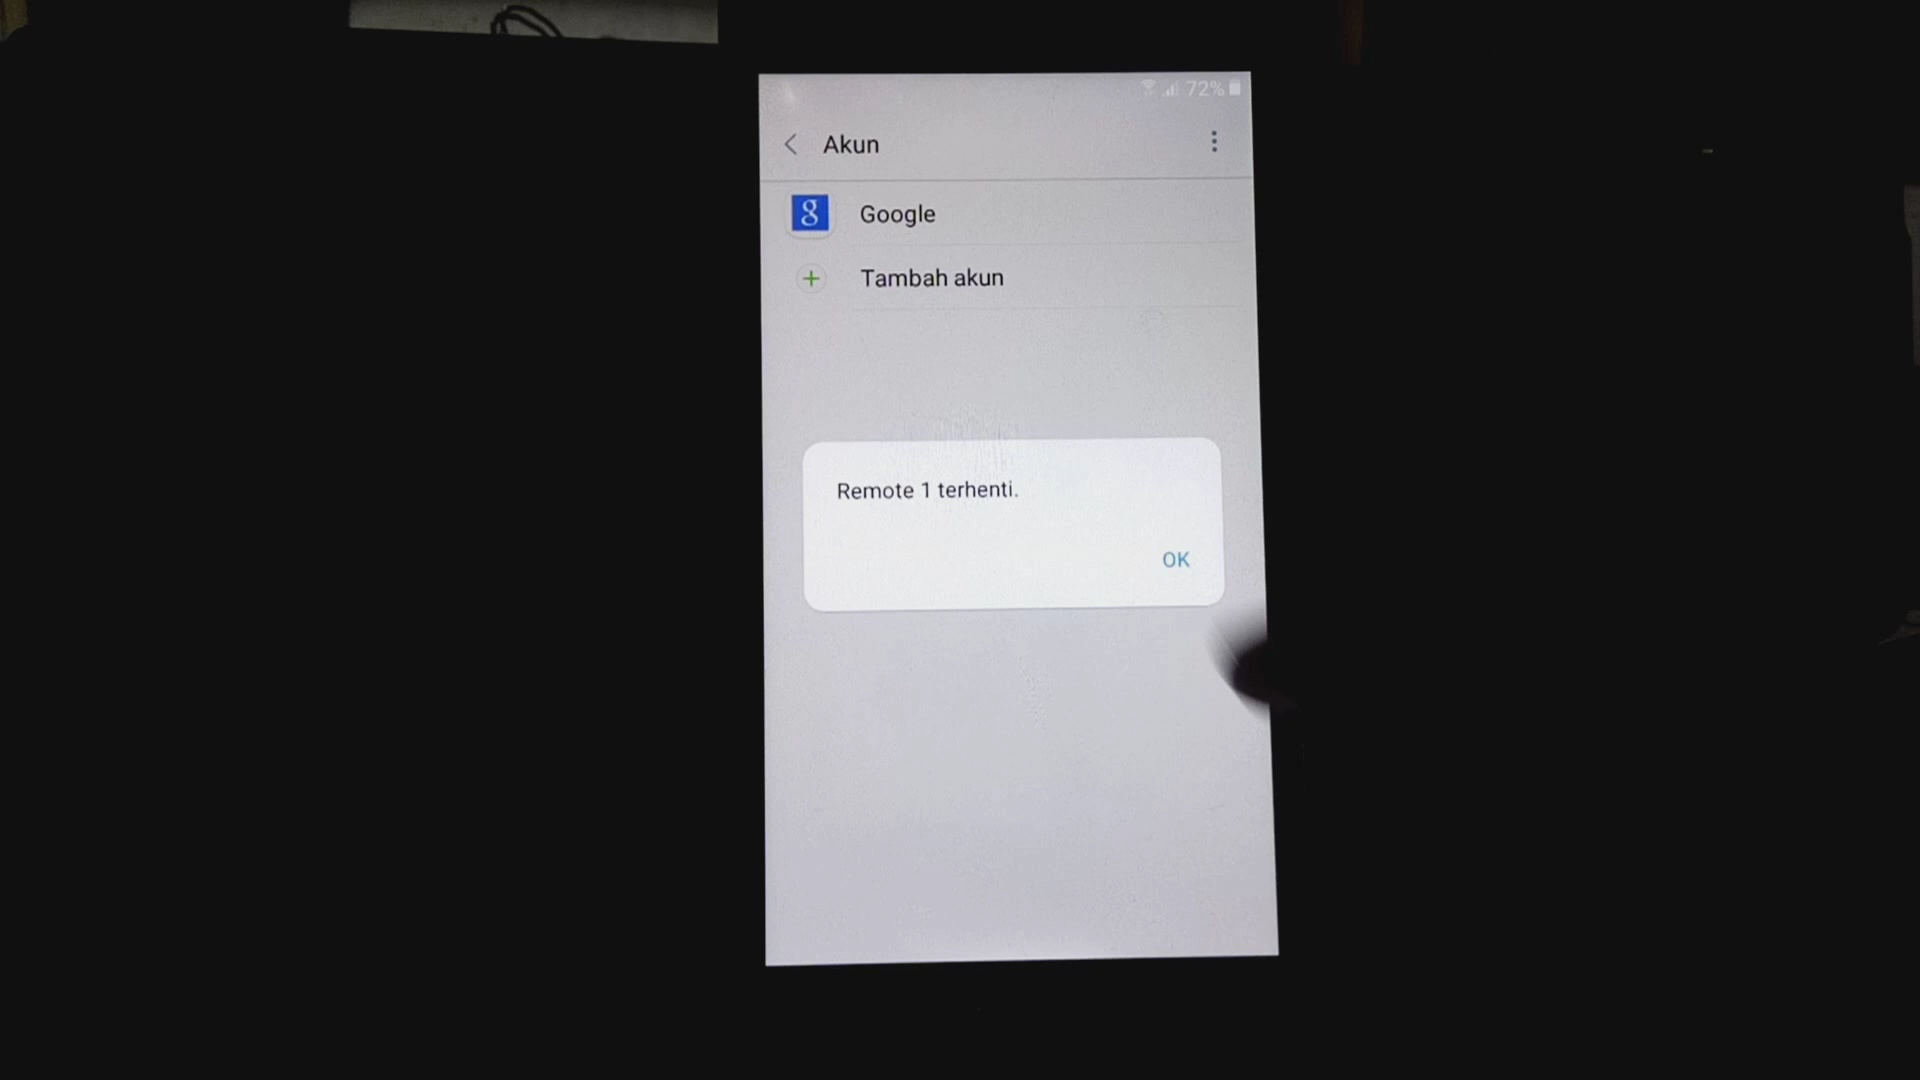 72%
Akun
g Google
Tambah akun
Remote 1 terhenti.
OK